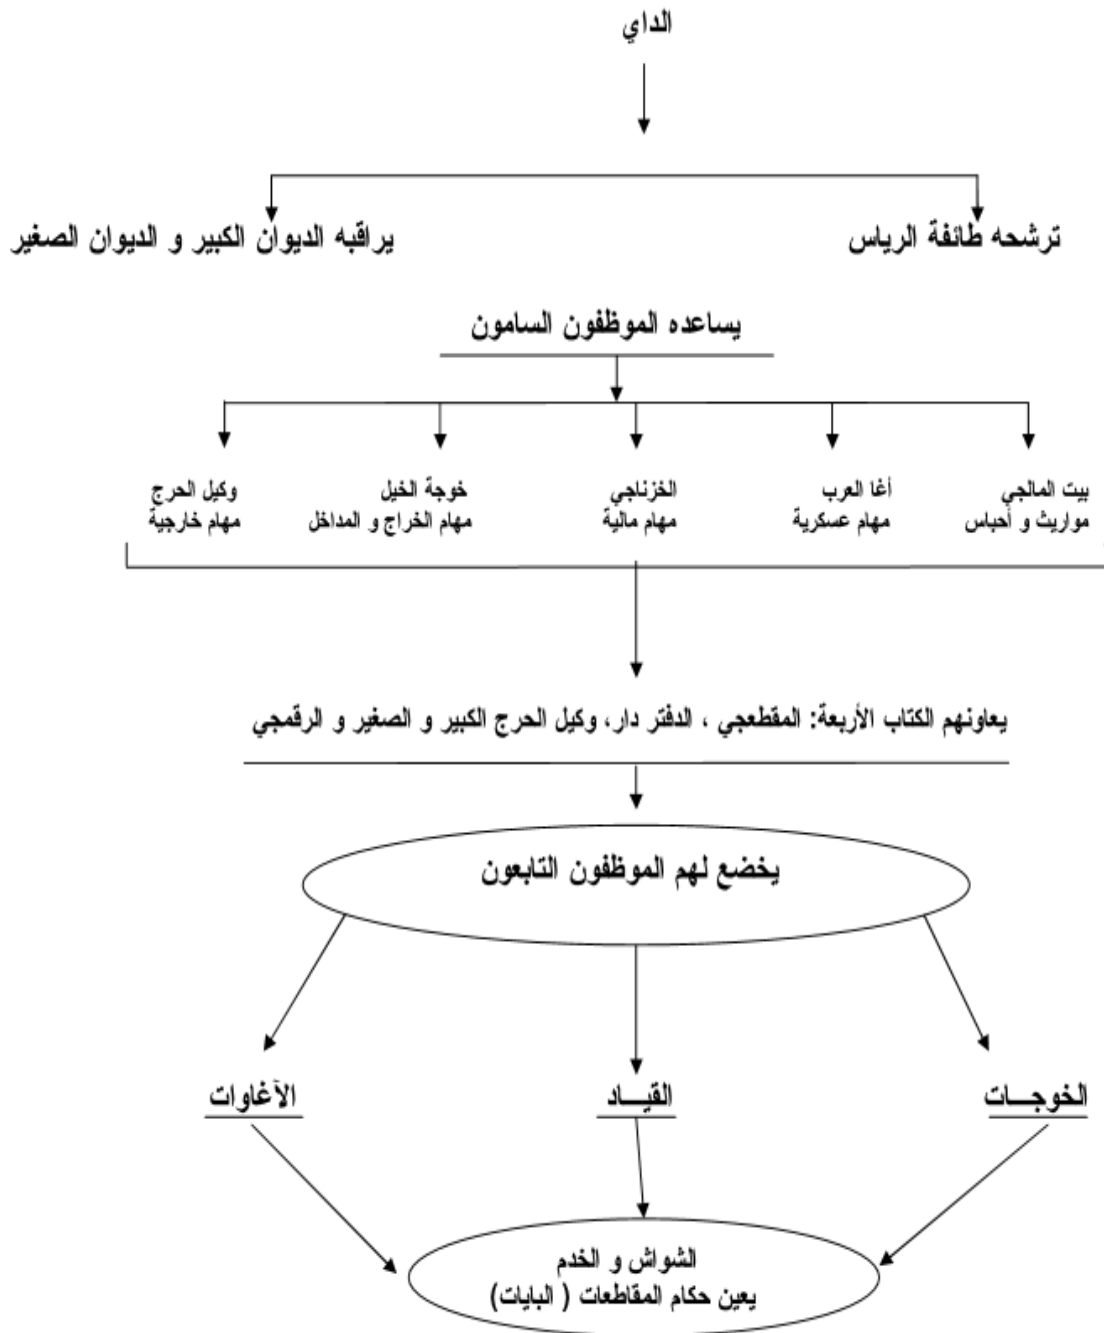 الداي
ترشحه طائفة الرياس
يراقبه الديوان الكبير و الديوان الصغير
يساعده الموظفون السامون
بيت المالجي
مواريث و أحباس
أغا العرب
مهام عسكرية
الخزناجي
مهام مالية
خوجة الخيل
مهام الخراج و المداخل
وكيل الحرج
مهام خارجية
يعاونهم الكتاب الأربعة: المقطعجي ، الدفتر دار، وكيل الحرج الكبير و الصغير و الرقمجي
يخضع لهم الموظفون التابعون
الخوجـــات
القيـــاد
الآغاوات
الشواش و الخدم
يعين حكام المقاطعات ( البايات)